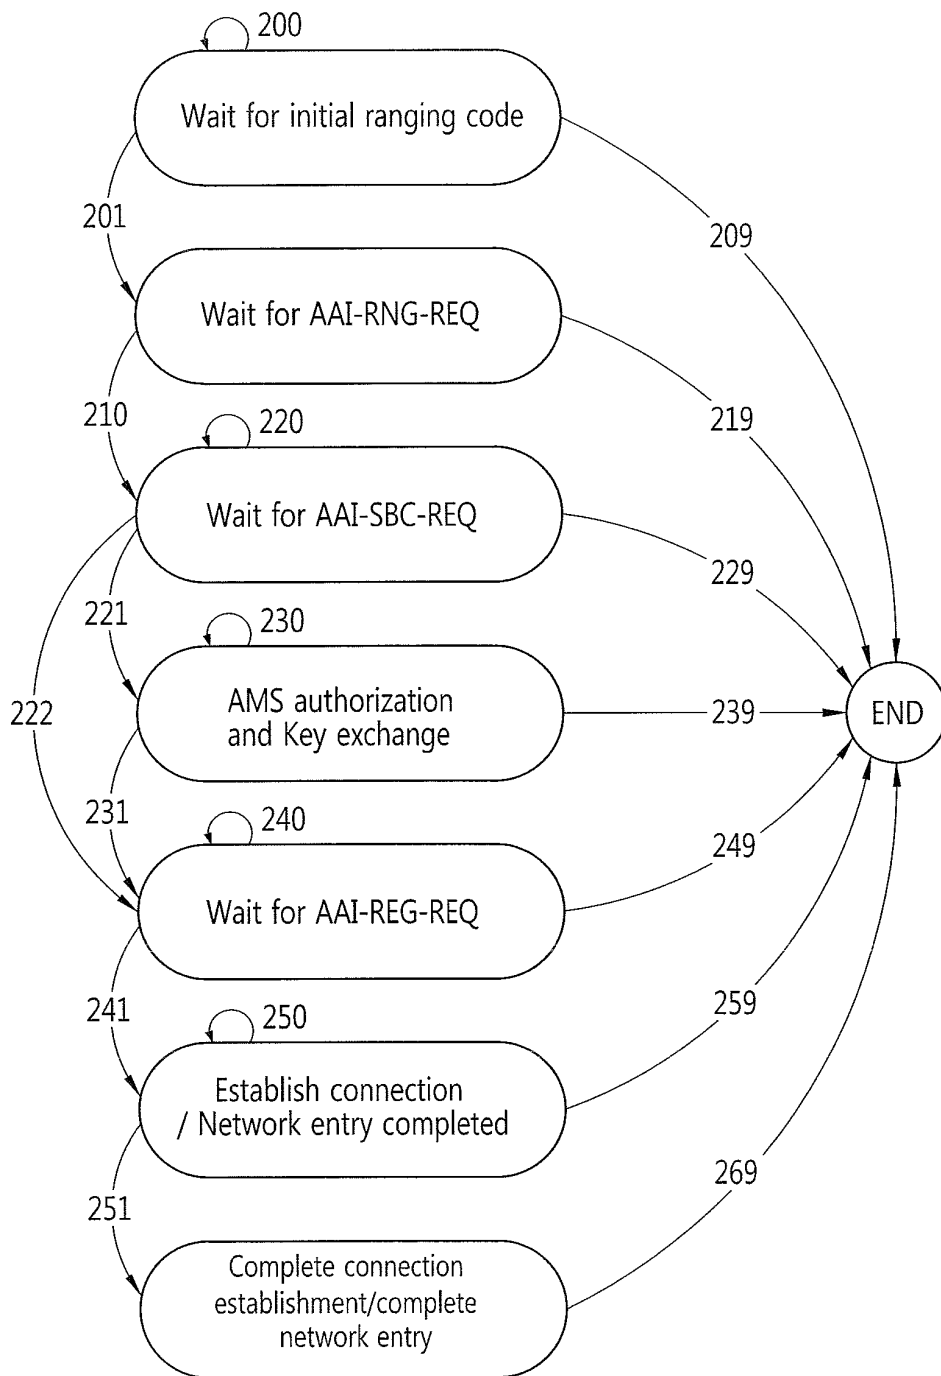 200
Wait for initial ranging code
201
209
Wait for AAI-RNG-REQ
210
219
220
Wait for AAI-SBC-REQ
221
229
222
230
AMS authorization
and Key exchange
239
END
231
240
249
Wait for AAI-REG-REQ
241
259
250
Establish connection
/ Network entry completed
251
269
Complete connection
establishment/complete
network entry